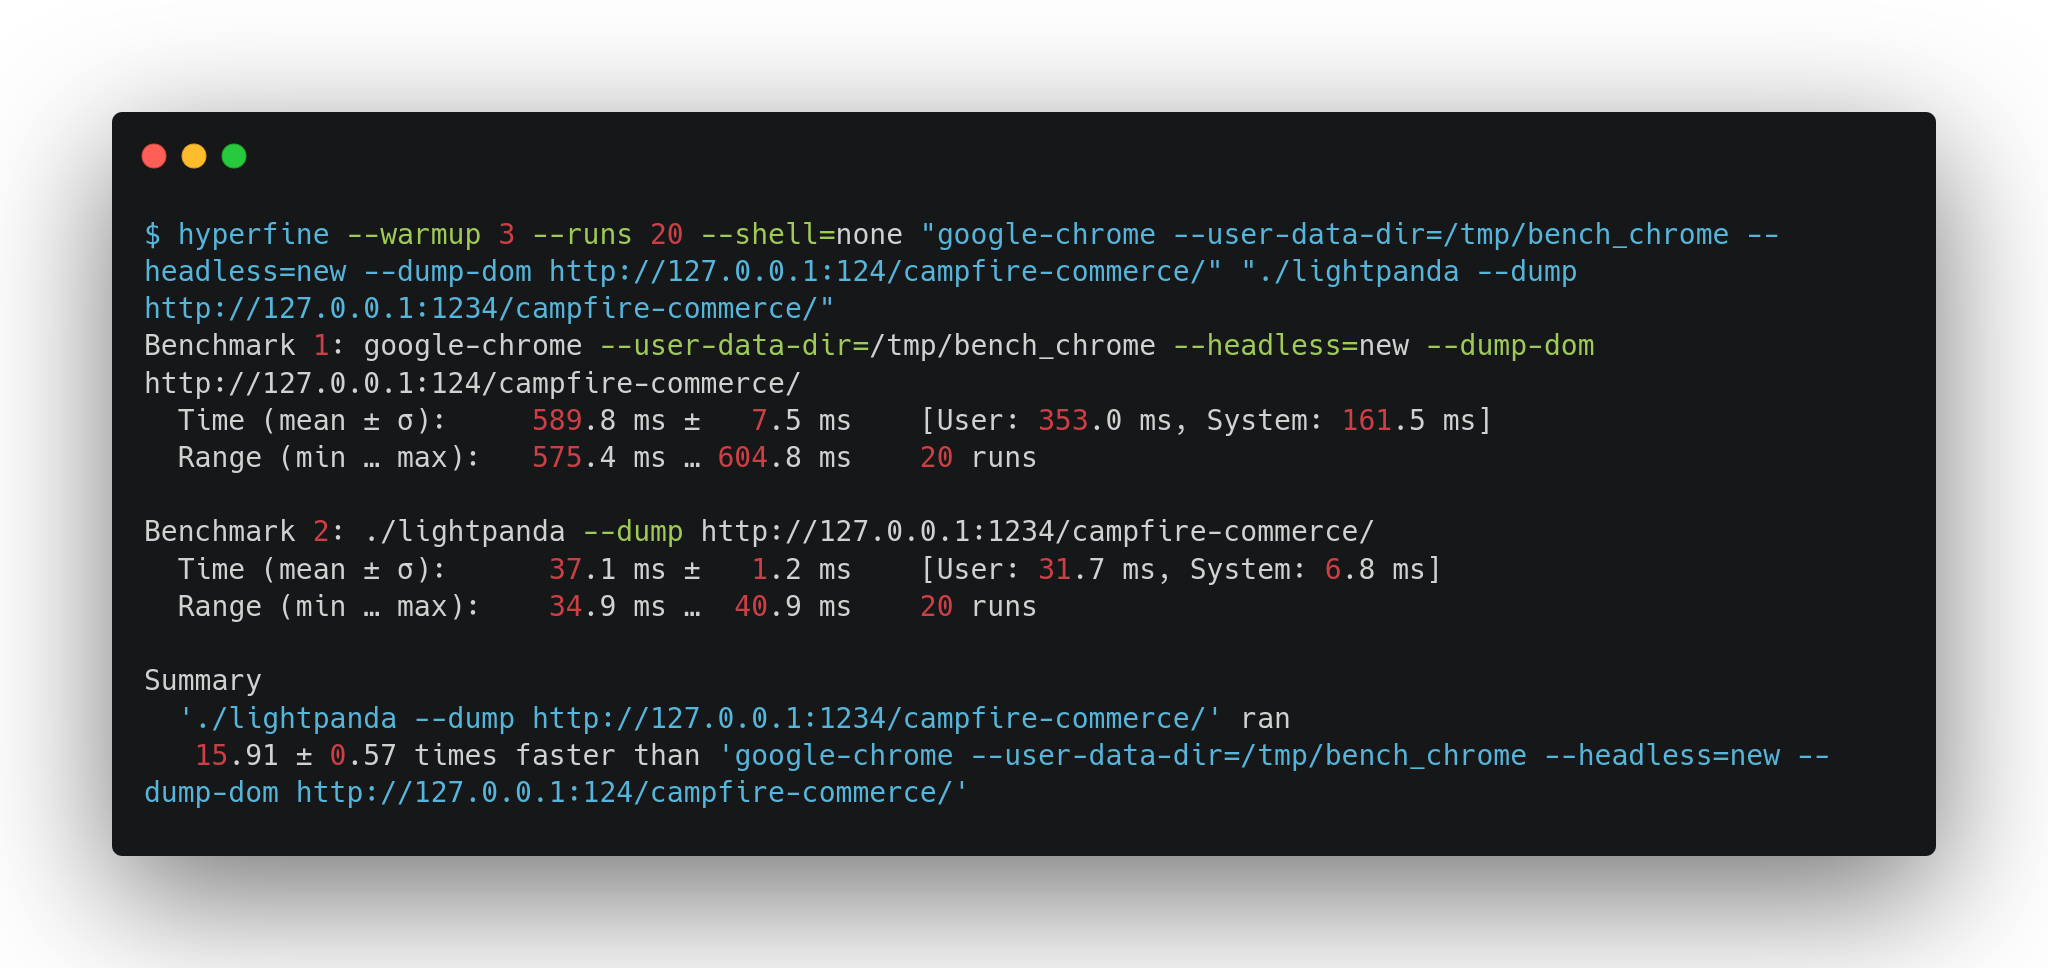 $ hyperfine --warmup 3 --runs 20 --shell=none "google-chrome --user-data-dir=/tmp/bench_chrome --
headless=new --dump-dom http://127.0.0.1:124/campfire-commerce/" "./lightpanda --dump
http://127.0.0.1:1234/campfire-commerce/"
Benchmark 1: google-chrome --user-data-dir=/tmp/bench_chrome --headless=new --dump-dom
http://127.0.0.1:124/campfire-commerce/
  Time (mean ± σ):     589.8 ms ±   7.5 ms    [User: 353.0 ms, System: 161.5 ms]
  Range (min … max):   575.4 ms … 604.8 ms    20 runs

Benchmark 2: ./lightpanda --dump http://127.0.0.1:1234/campfire-commerce/
  Time (mean ± σ):      37.1 ms ±   1.2 ms    [User: 31.7 ms, System: 6.8 ms]
  Range (min … max):    34.9 ms …  40.9 ms    20 runs

Summary
  './lightpanda --dump http://127.0.0.1:1234/campfire-commerce/' ran
   15.91 ± 0.57 times faster than 'google-chrome --user-data-dir=/tmp/bench_chrome --headless=new --
dump-dom http://127.0.0.1:124/campfire-commerce/'